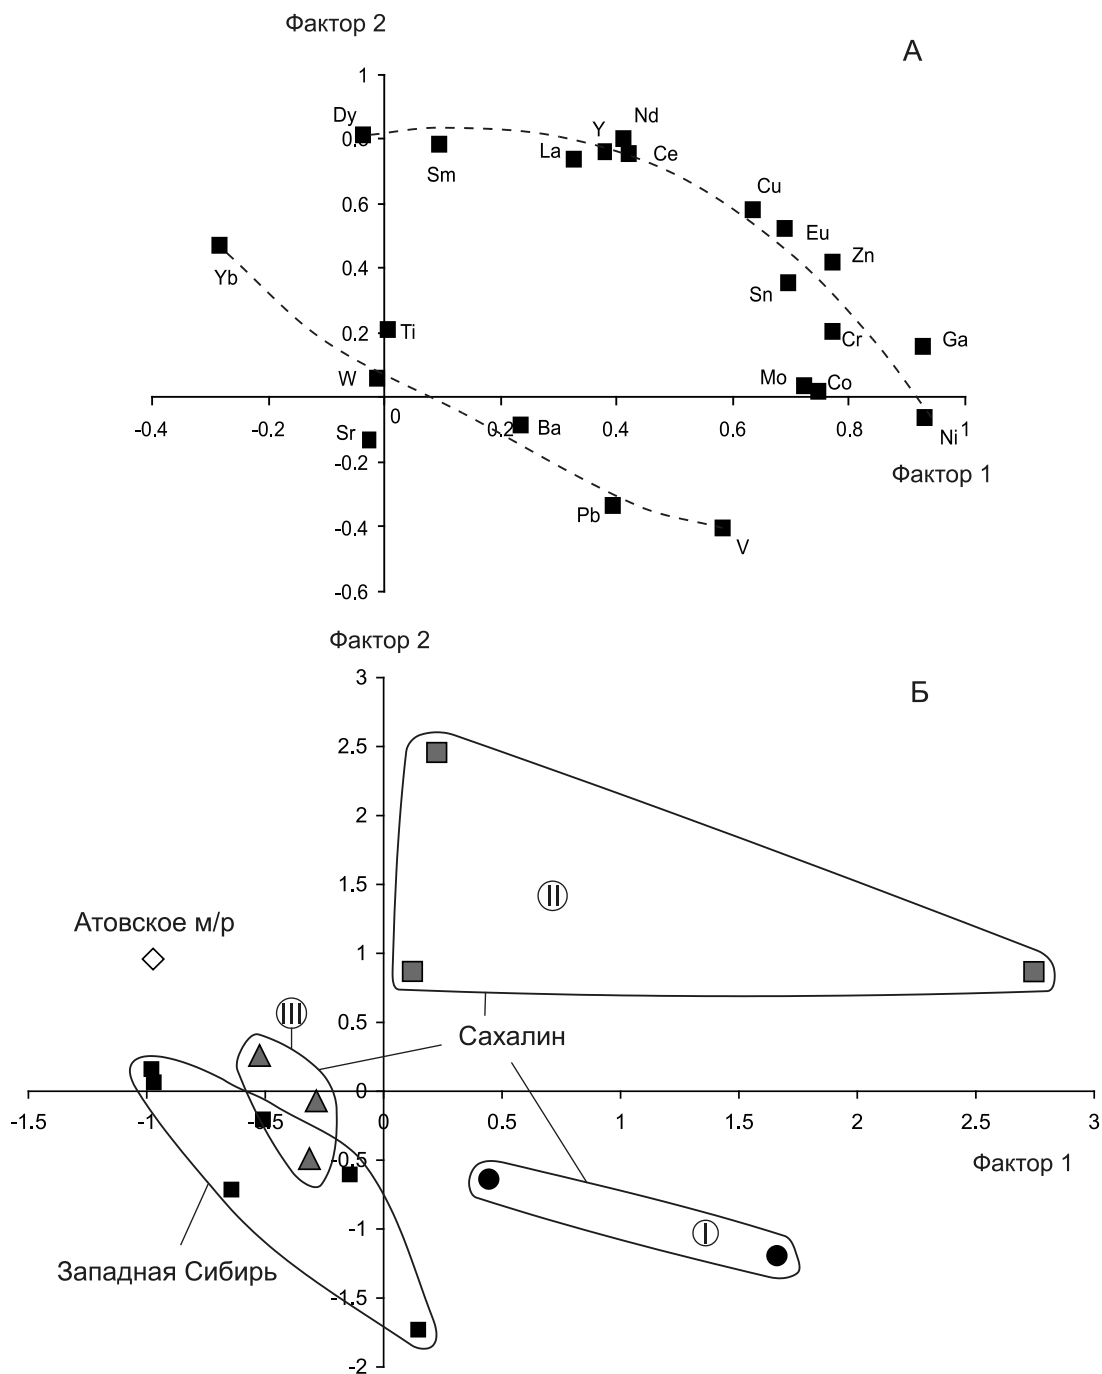 Фактор 2
А
1
Dy
Nd
Y
0.8
La
Ce
Sm
Cu
0.6
Eu
Zn
0.4
Yb
Sn
Ti
0.2
Cr
Ga
W
Mo
Co
-0.4
-0.2
0
0.2
0.4
0.6
0.8
1
Sr
Ba
Ni
-0.2
Фактор 1
Pb
-0.4
V
-0.6
Фактор 2
3
Б
2.5
2
II
1.5
Атовское м/р
1
III
0.5
Сахалин
0
-1.5
-1
-0.5
0
0.5
1
1.5
2
2.5
3
-0.5
Фактор 1
I
-1
Западная Сибирь
-1.5
-2